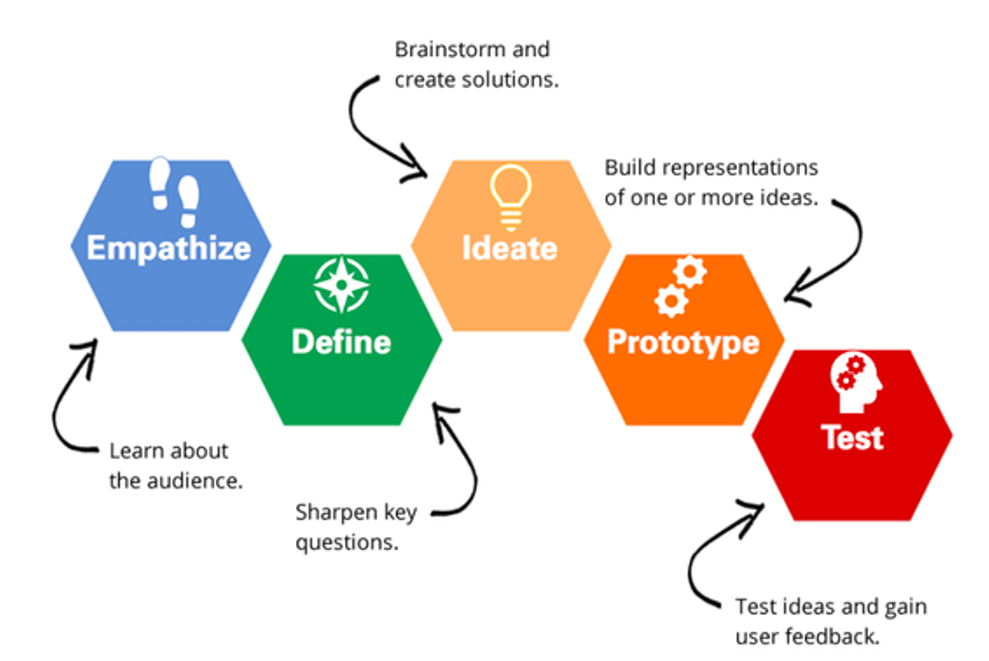 Brainstorm and
create solutions.
Build representations
of one or more ideas.
Empathize
Ideate
Define
Prototype
Test
Learn about
the audience.
Sharpen key
questions.
Test ideas and gain
user feedback.